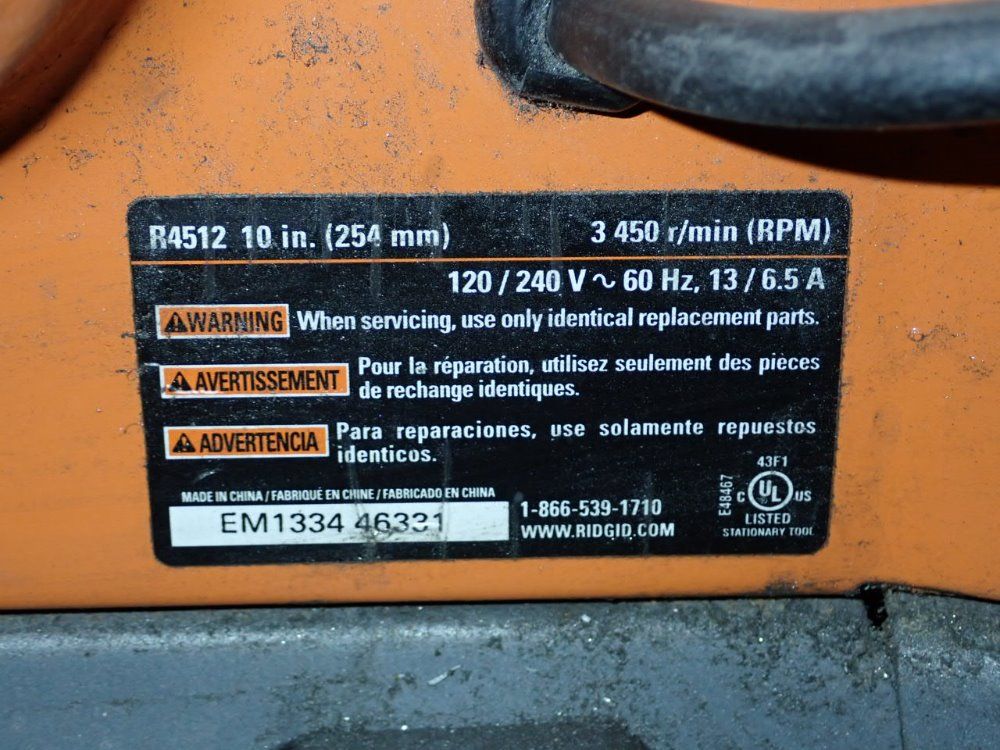 R4512 10 in. (254 mm) 3 450 r/min (RPM)
120 / 240 V ~ 60 Hz, 13 / 6.5 A
WARNING When servicing, use only identical replacement parts.
AVERTISSEMENT Pour la réparation, utilisez seulement des pièces
de rechange identiques.
ADVERTENCIA Para reparaciones, use solamente repuestos
identicos.
MADE IN CHINA / FABRIQUÉ EN CHINE / FABRICADO EN CHINA
EM1334 46331
1-866-539-1710
WWW.RIDGID.COM
E48467
43F1
C UL US
LISTED
STATIONARY TOOL